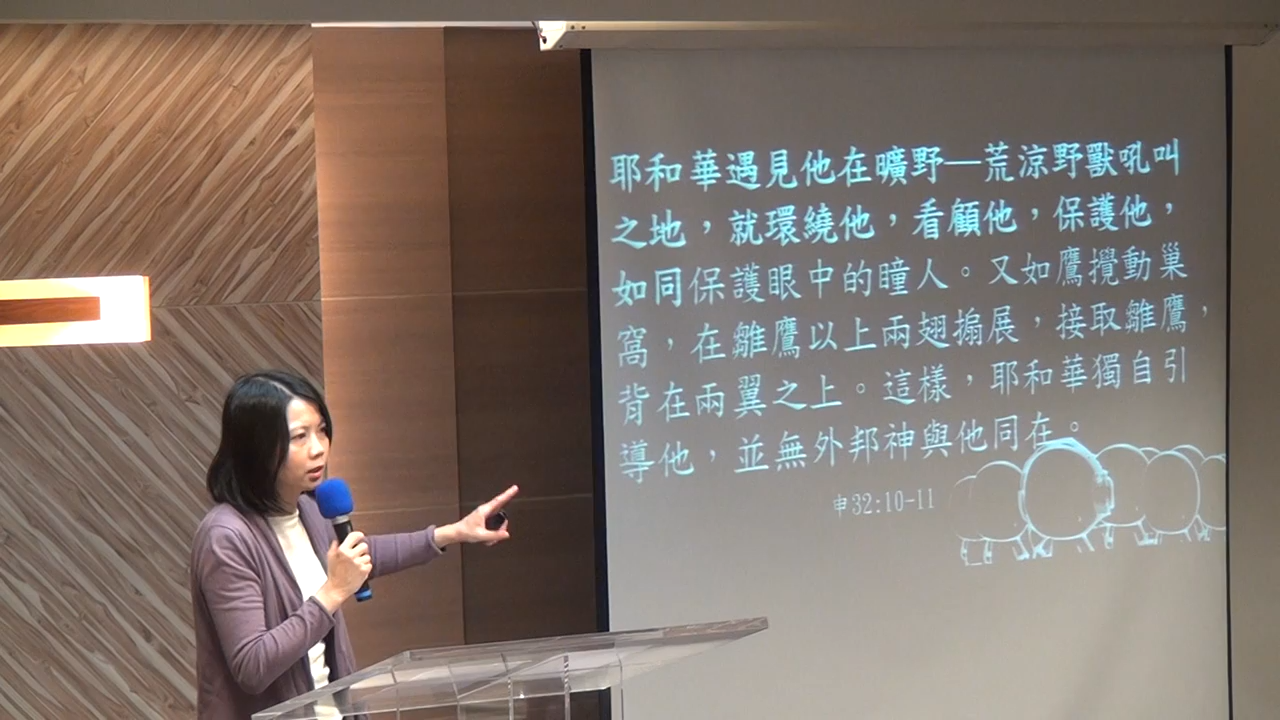 耶和華遇見他在曠野—荒涼野獸吼叫
之地，就環繞他，看顧他，保護他，
如同保護眼中的瞳人。又如鷹攪動巢
窩，在雛鷹以上兩翅搧展，接取雛鷹，
背在兩翼之上。這樣，耶和華獨自引
導他，並無外邦神與他同在。
申32:10-11